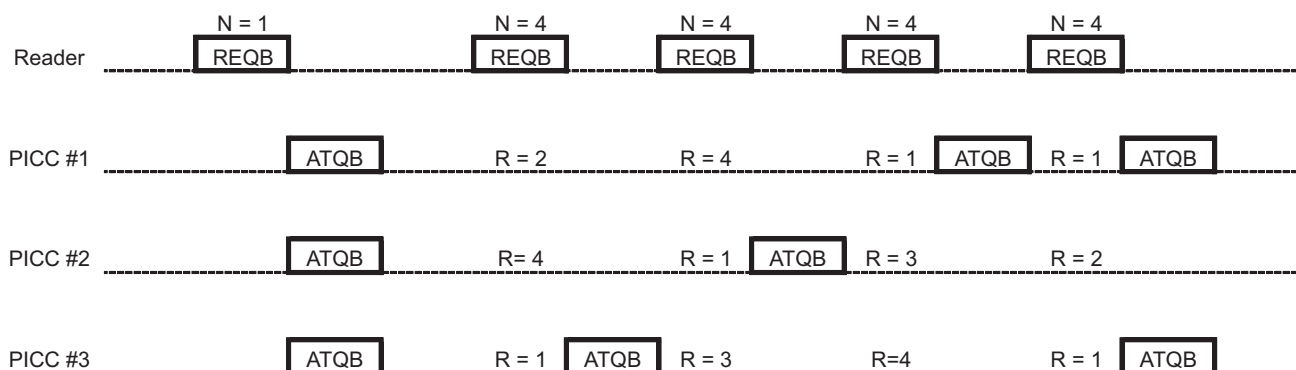 N = 1 N = 4 N = 4 N = 4 N = 4
Reader REQB REQB REQB REQB REQB
PICC #1 ATQB R = 2 R = 4 R = 1 ATQB R = 1 ATQB
PICC #2 ATQB R= 4 R = 1 ATQB R = 3 R = 2
PICC #3 ATQB R = 1 ATQB R = 3 R=4 R = 1 ATQB